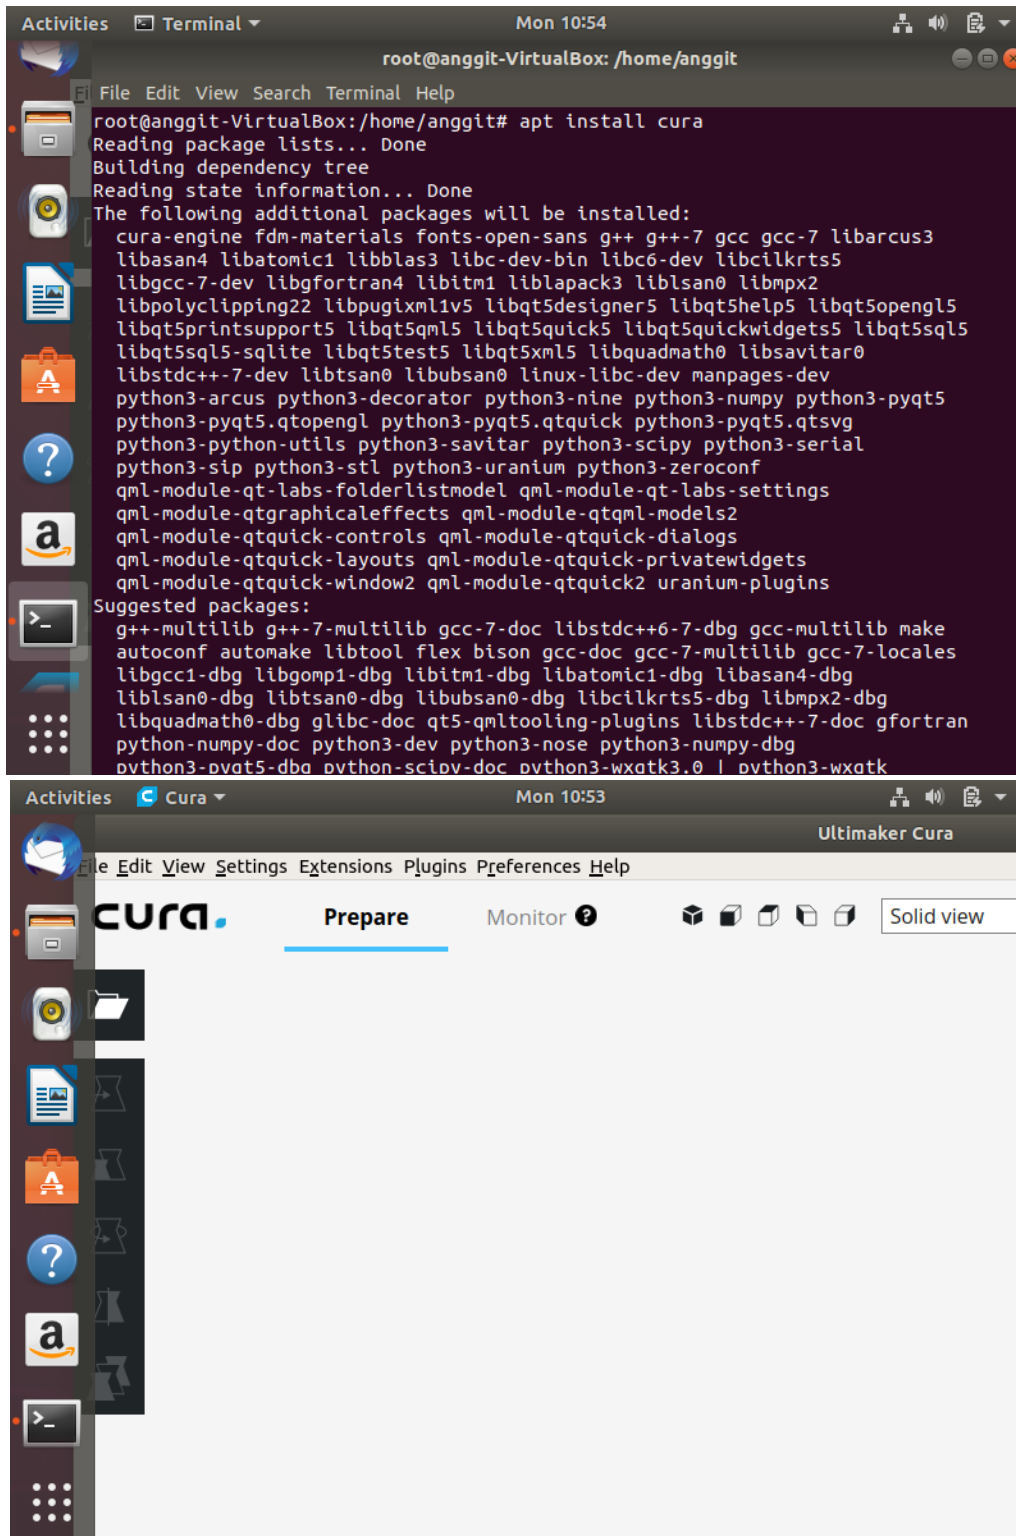 Activities Terminal Mon 10:54
root@anggit-VirtualBox: /home/anggit
File Edit View Search Terminal Help
root@anggit-VirtualBox:/home/anggit# apt install cura
Reading package lists... Done
Building dependency tree
Reading state information... Done
The following additional packages will be installed:
cura-engine fdm-materials fonts-open-sans g++ g++-7 gcc gcc-7 libarcus3
libasan4 libatomic1 libblas3 libc-dev-bin libc6-dev libcilkrts5
libgcc-7-dev libgfortran4 libitm1 liblapack3 liblsan0 libmpx2
libpolyclipping22 libpugixml1v5 libqt5designer5 libqt5help5 libqt5opengl5
libqt5printsupport5 libqt5qml5 libqt5quick5 libqt5quickwidgets5 libqt5sql5
libqt5sql5-sqlite libqt5test5 libqt5xml5 libquadmath0 libsavitar0
libstdc++-7-dev libtsan0 libubsan0 linux-libc-dev manpages-dev
python3-arcus python3-decorator python3-nine python3-numpy python3-pyqt5
python3-pyqt5.qtopengl python3-pyqt5.qtquick python3-pyqt5.qtsvg
python3-python-utils python3-savitar python3-scipy python3-serial
python3-sip python3-stl python3-uranium python3-zeroconf
qml-module-qt-labs-folderlistmodel qml-module-qt-labs-settings
qml-module-qtgraphicaleffects qml-module-qtqml-models2
qml-module-qtquick-controls qml-module-qtquick-dialogs
qml-module-qtquick-layouts qml-module-qtquick-privatewidgets
qml-module-qtquick-window2 qml-module-qtquick2 uranium-plugins
Suggested packages:
g++-multilib g++-7-multilib gcc-7-doc libstdc++6-7-dbg gcc-multilib make
autoconf automake libtool flex bison gcc-doc gcc-7-multilib gcc-7-locales
libgcc1-dbg libgomp1-dbg libitm1-dbg libatomic1-dbg libasan4-dbg
liblsan0-dbg libtsan0-dbg libubsan0-dbg libcilkrts5-dbg libmpx2-dbg
libquadmath0-dbg glibc-doc qt5-qmltooling-plugins libstdc++-7-doc gfortran
python-numpy-doc python3-dev python3-nose python3-numpy-dbg
python3-pyqt5-dbg python-scipy-doc python3-wxgtk3.0 | python3-wxgtk
Activities Cura Mon 10:53
Ultimaker Cura
File Edit View Settings Extensions Plugins Preferences Help
cura. Prepare Monitor ? Solid view